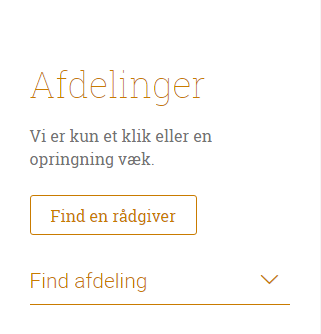 Afdelinger
Vi er kun et klik eller en
opringning væk.
Find en rådgiver
Find afdeling